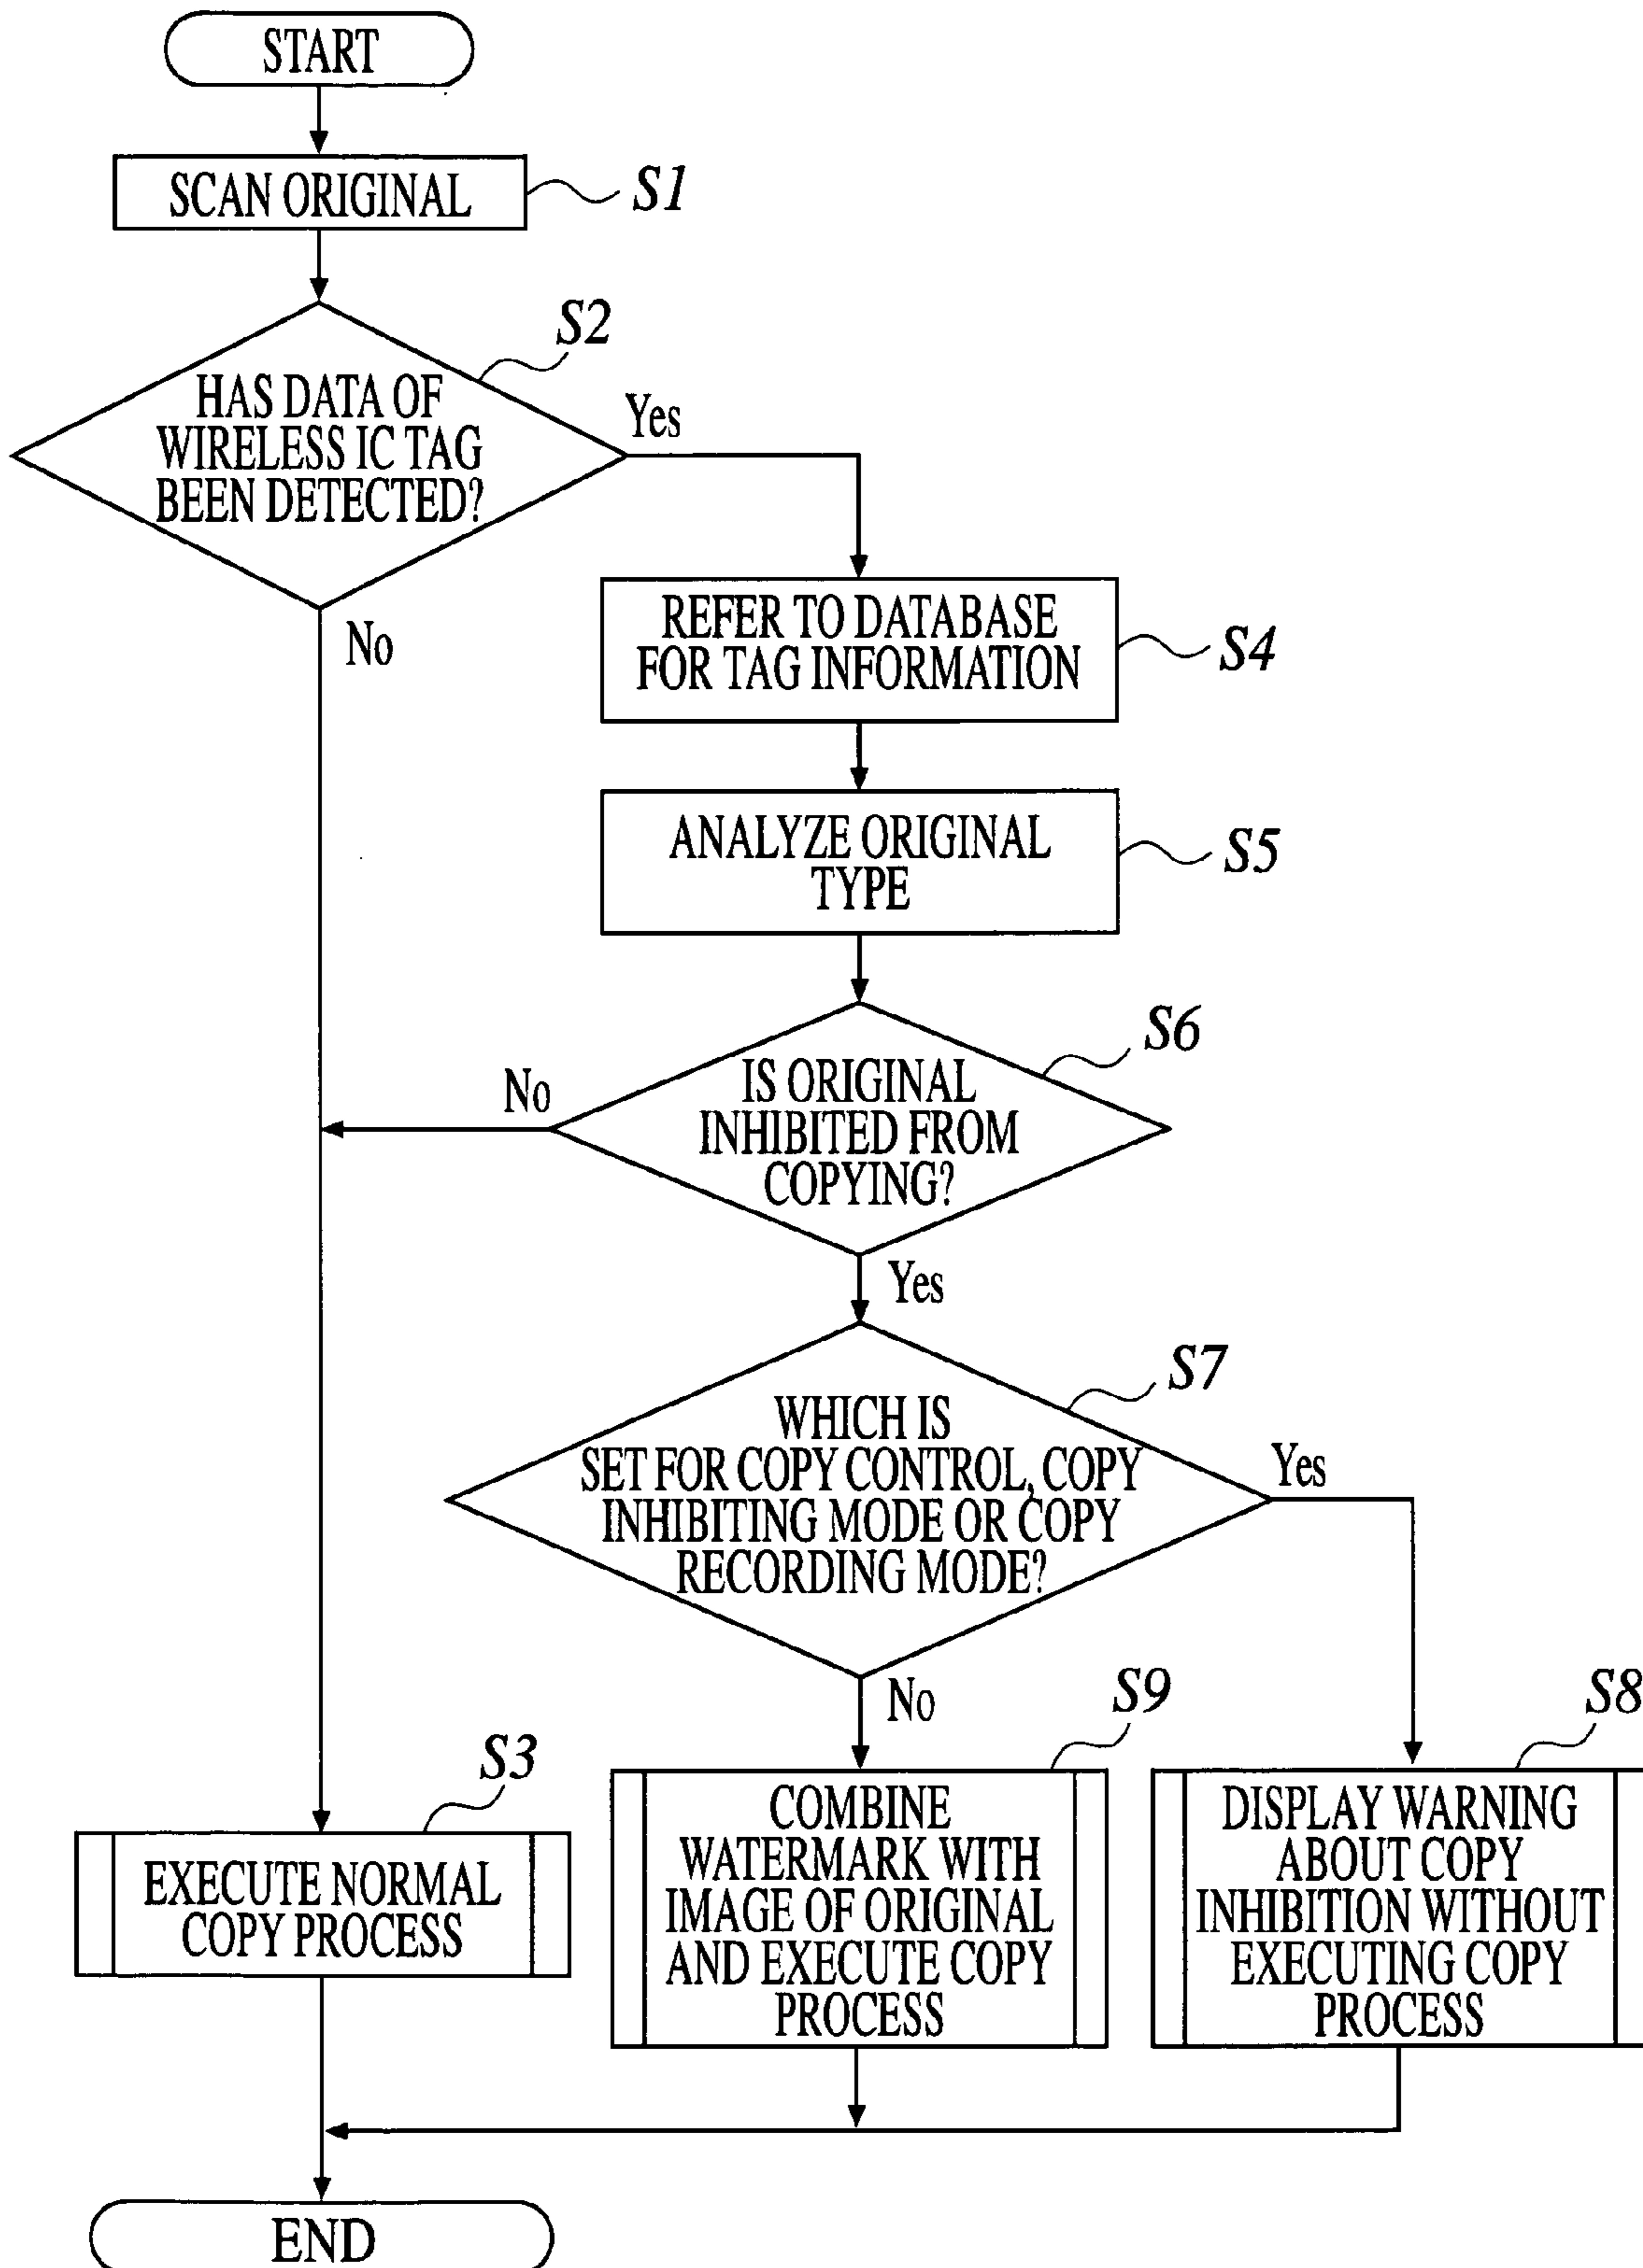 START
SCAN ORIGINAL
S1
S2
HAS DATA OF
WIRELESS IC TAG
BEEN DETECTED?
Yes
No
REFER TO DATABASE
FOR TAG INFORMATION
S4
ANALYZE ORIGINAL
TYPE
S5
S6
IS ORIGINAL
INHIBITED FROM
COPYING?
No
Yes
S7
WHICH IS
SET FOR COPY CONTROL, COPY
INHIBITING MODE OR COPY
RECORDING MODE?
Yes
No
S3
EXECUTE NORMAL
COPY PROCESS
S9
COMBINE
WATERMARK WITH
IMAGE OF ORIGINAL
AND EXECUTE COPY
PROCESS
S8
DISPLAY WARNING
ABOUT COPY
INHIBITION WITHOUT
EXECUTING COPY
PROCESS
END